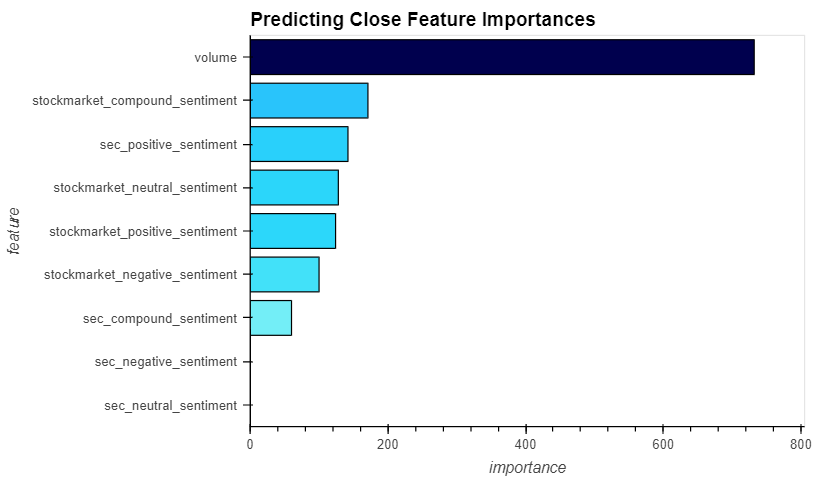 Predicting Close Feature Importances
volume
stockmarket_compound_sentiment
sec_positive_sentiment
stockmarket_neutral_sentiment
stockmarket_positive_sentiment
stockmarket_negative_sentiment
sec_compound_sentiment
sec_negative_sentiment
sec_neutral_sentiment
feature
0 200 400 600 800
importance